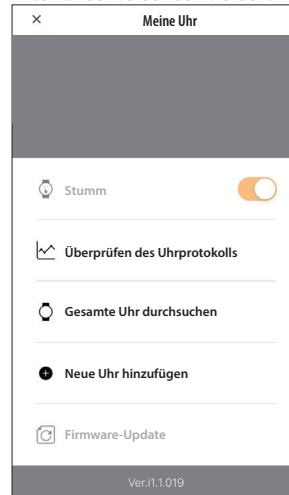 Meine Uhr
Stumm
Überprüfen des Uhrprotokolls
Gesamte Uhr durchsuchen
Neue Uhr hinzufügen
Firmware-Update
Ver.i1.1.019